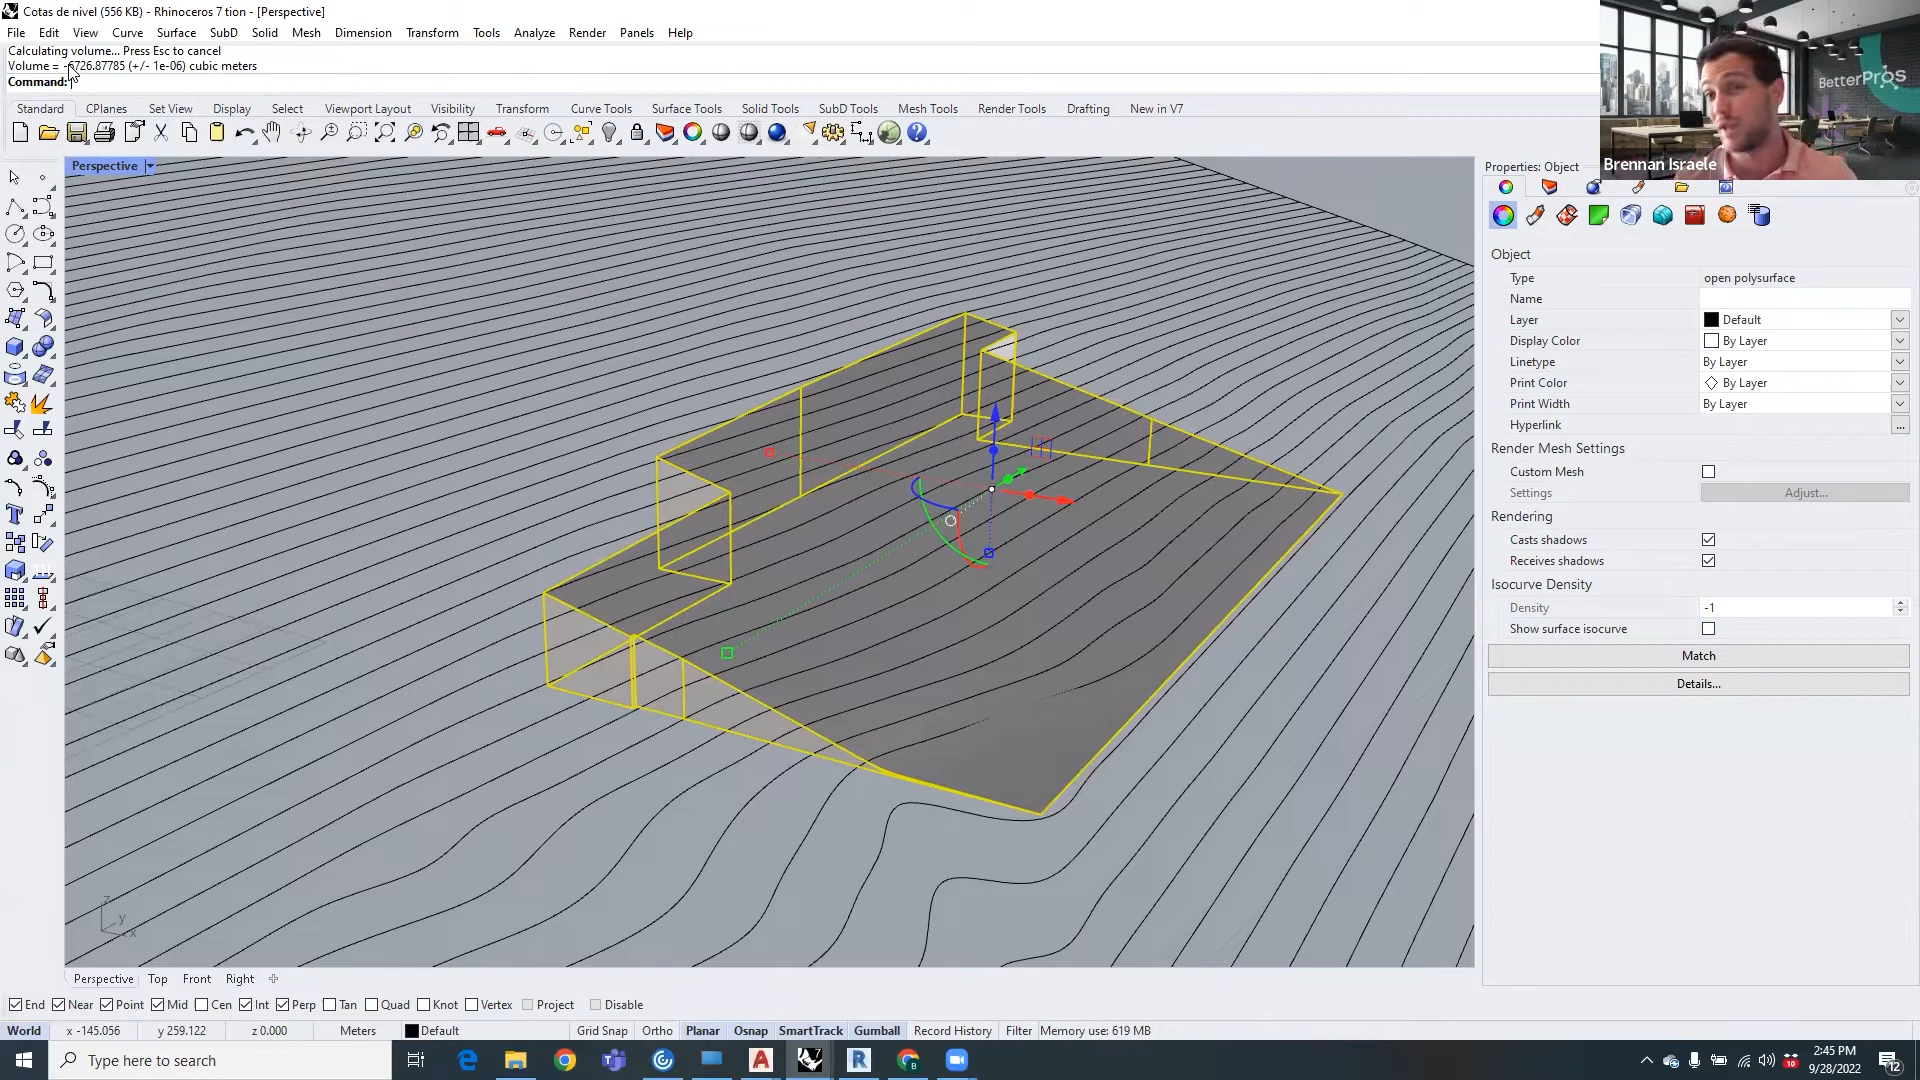 Cotas de nivel (556 KB) - Rhinoceros 7 tion - [Perspective]
File Edit View Curve Surface SubD Solid Mesh Dimension Transform Tools Analyze Render Panels Help
Calculating volume... Press Esc to cancel
Volume = -6726.87785 (+/- 1e-06) cubic meters
Command:
Standard CPlanes Set View Display Select Viewport Layout Visibility Transform Curve Tools Surface Tools Solid Tools SubD Tools Mesh Tools Render Tools Drafting New in V7
BetterPros
Brennan Israele
Perspective
Properties: Object
Object
Type open polysurface
Name
Layer Default
Display Color By Layer
Linetype By Layer
Print Color By Layer
Print Width By Layer
Hyperlink ...
Render Mesh Settings
Custom Mesh
Settings Adjust...
Rendering
Casts shadows
Receives shadows
Isocurve Density
Density -1
Show surface isocurve
Match
Details...
z
y
x
Perspective Top Front Right
End Near Point Mid Cen Int Perp Tan Quad Knot Vertex Project Disable
World x -145.056 y 259.122 z 0.000 Meters Default Grid Snap Ortho Planar Osnap SmartTrack Gumball Record History Filter Memory use: 619 MB
Type here to search
2:45 PM
9/28/2022
10
12